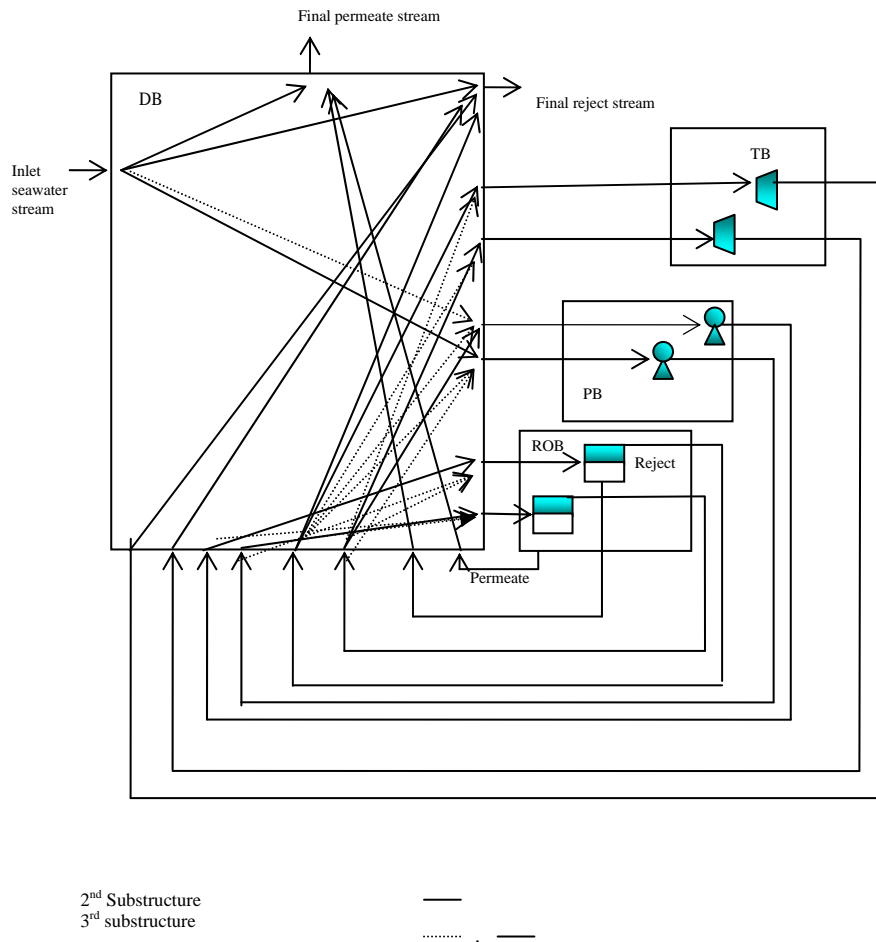 Final permeate stream
DB
Final reject stream
TB
Inlet
seawater
stream
PB
ROB
Reject
Permeate
2nd Substructure
3rd substructure